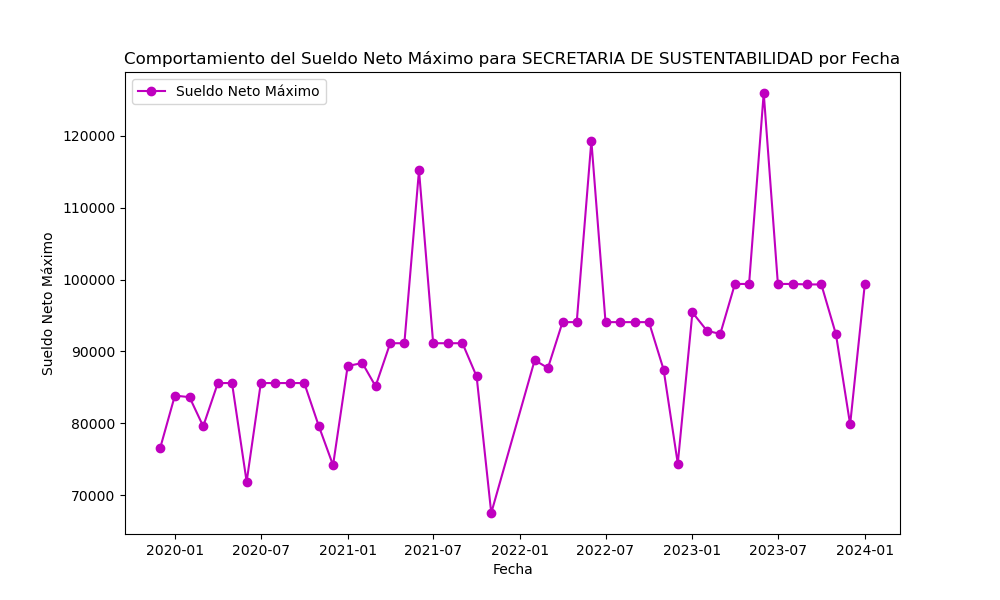 Comportamiento del Sueldo Neto Máximo para SECRETARIA DE SUSTENTABILIDAD por Fecha
Sueldo Neto Máximo
120000
110000
100000
90000
80000
70000
Sueldo Neto Máximo
2020-01 2020-07 2021-01 2021-07 2022-01 2022-07 2023-01 2023-07 2024-01
Fecha